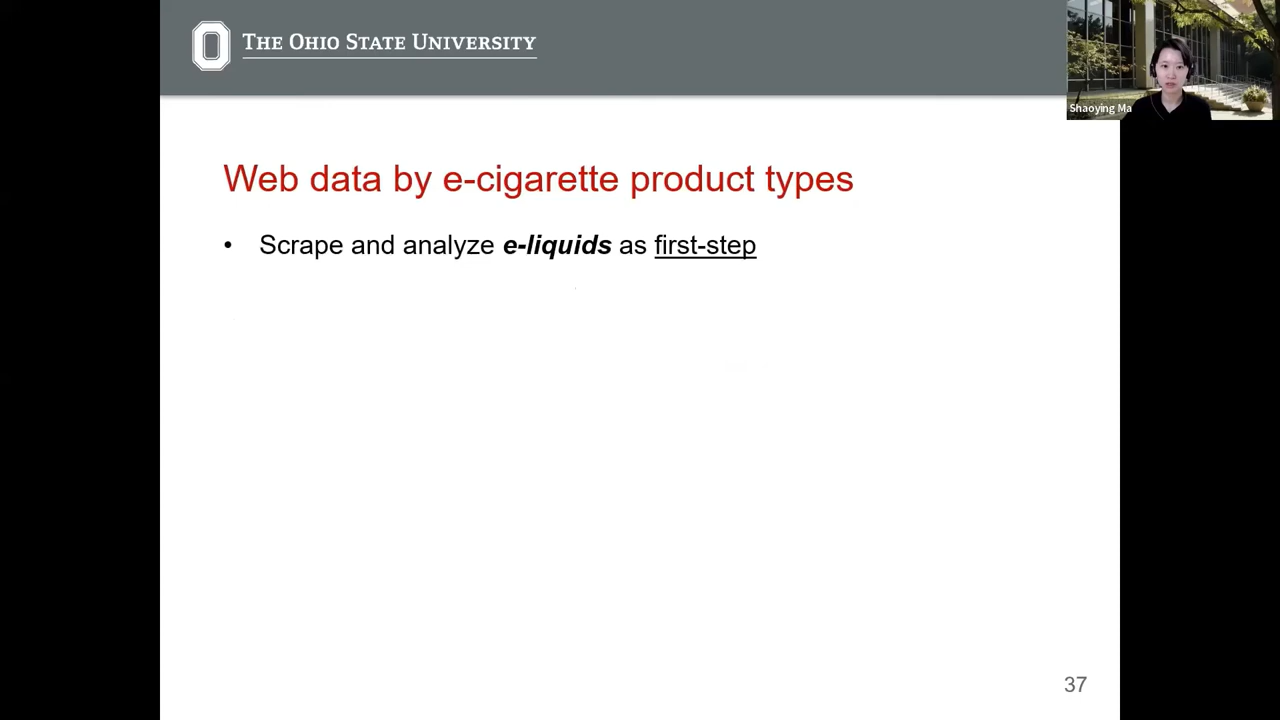 THE OHIO STATE UNIVERSITY
Shaoying Ma
Web data by e-cigarette product types
• Scrape and analyze e-liquids as first-step
37